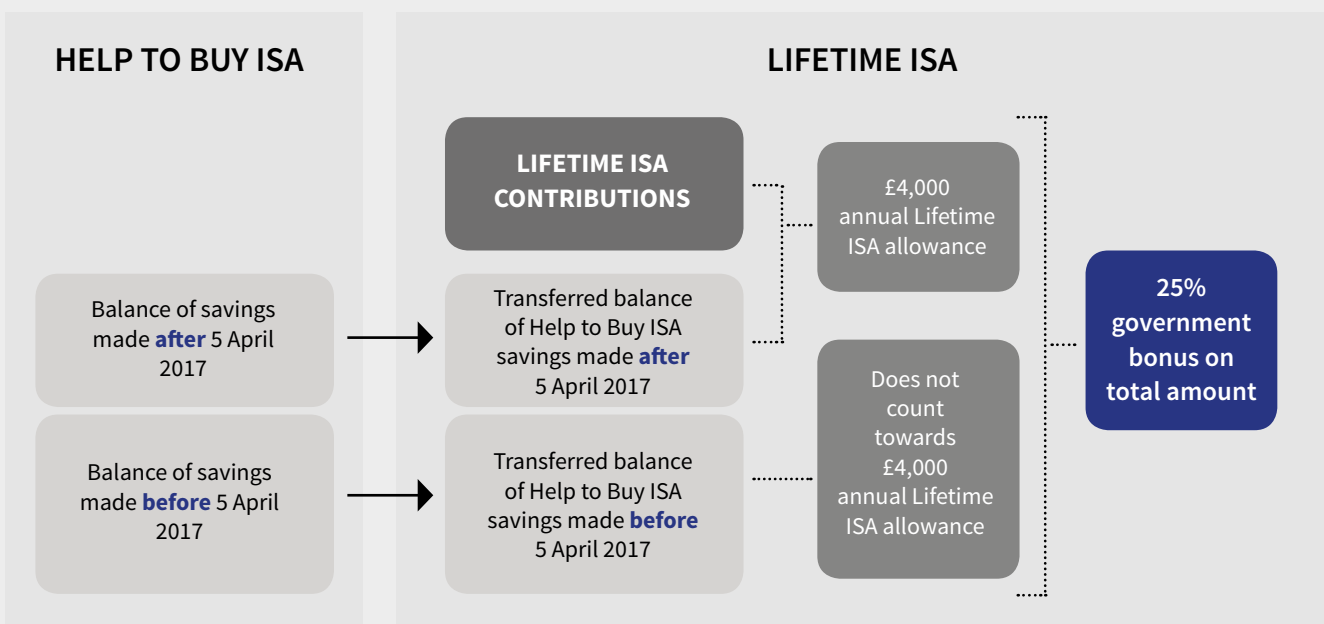 HELP TO BUY ISA
LIFETIME ISA
LIFETIME ISA
CONTRIBUTIONS
£4,000
annual Lifetime
ISA allowance
Balance of savings
made after 5 April
2017
Transferred balance
of Help to Buy ISA
savings made after
5 April 2017
25%
government
bonus on
total amount
Balance of savings
made before 5 April
2017
Transferred balance
of Help to Buy ISA
savings made before
5 April 2017
Does not
count
towards
£4,000
annual Lifetime
ISA allowance